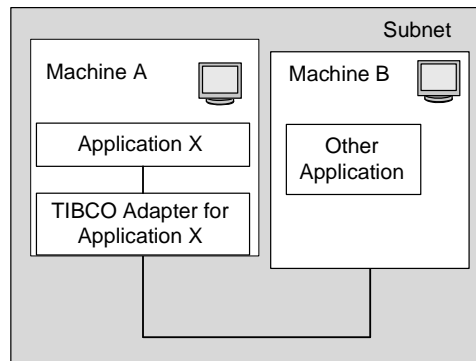 Subnet
Machine A
Application X
TIBCO Adapter for
Application X
Machine B
Other
Application